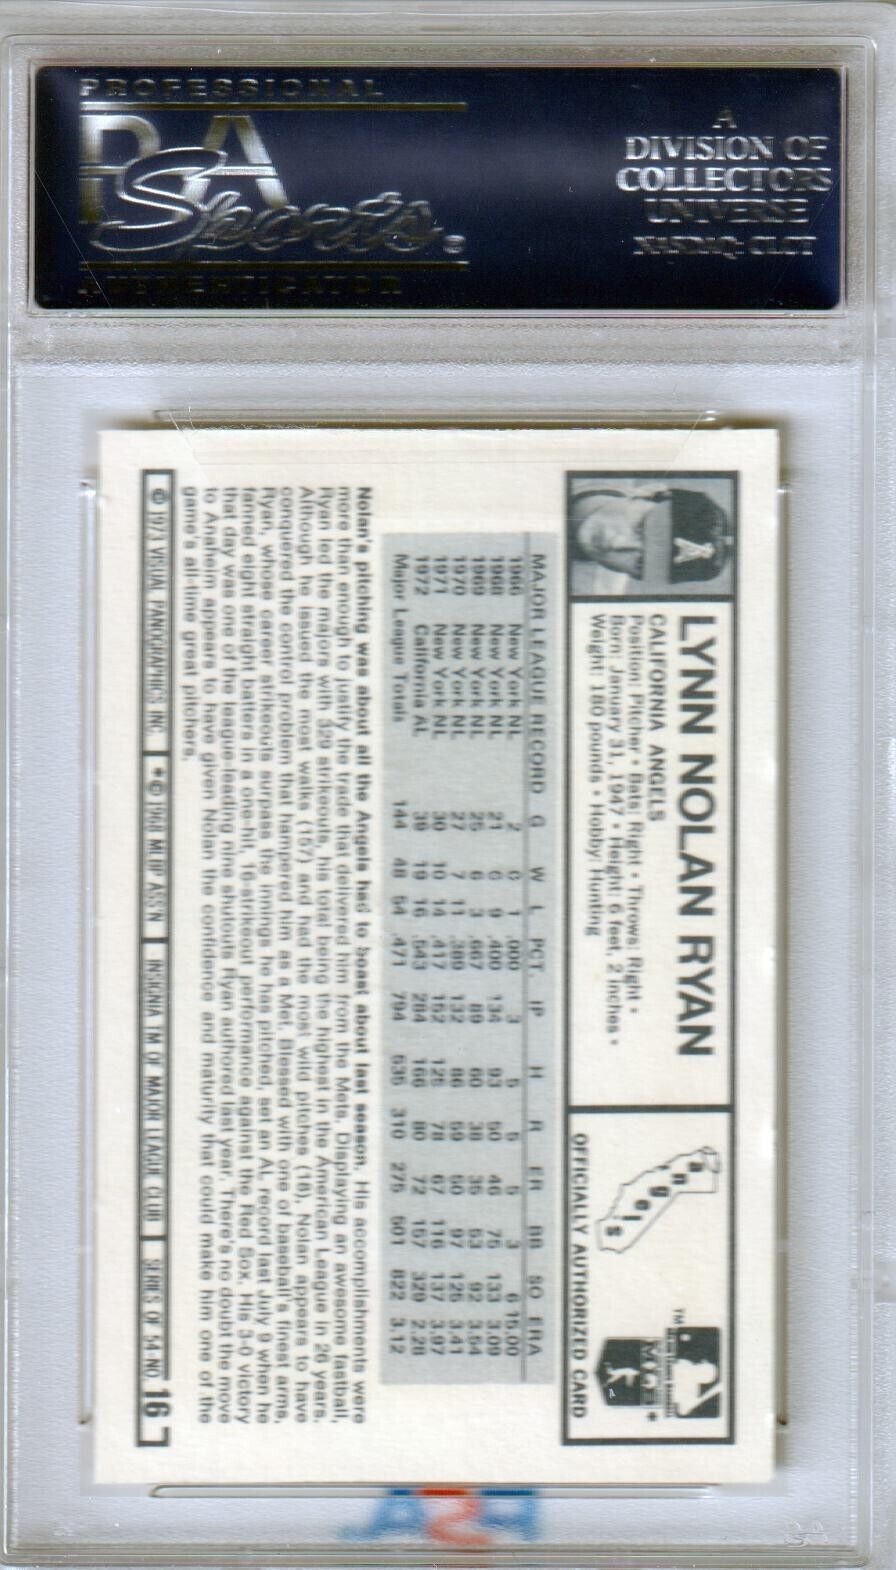 PROFESSIONAL
PSA
Sports®
AUTHENTICATOR
A
DIVISION OF
COLLECTORS
UNIVERSE
NASDAQ: CLCT
LYNN NOLAN RYAN
CALIFORNIA ANGELS
Position: Pitcher • Bats: Right • Throws: Right •
Born: January 31, 1947 • Height: 6 feet, 2 inches •
Weight: 180 pounds • Hobby: Hunting
angels
TM
MLBP*
OFFICIALLY AUTHORIZED CARD
MAJOR LEAGUE RECORD G W L PCT. IP H R ER BB SO ERA
1966 New York NL 2 0 1 .000 3 5 5 5 3 6 15.00
1968 New York NL 21 6 9 .400 134 93 50 46 75 133 3.09
1969 New York NL 25 6 3 .667 89 60 38 35 53 92 3.54
1970 New York NL 27 7 11 .389 132 86 59 50 97 125 3.41
1971 New York NL 30 10 14 .417 152 125 78 67 116 137 3.97
1972 California AL 39 19 16 .543 284 166 80 72 157 329 2.28
Major League Totals 144 48 54 .471 794 535 310 275 501 822 3.12
Nolan's pitching was about all the Angels had to boast about last season. His accomplishments were
more than enough to justify the trade that delivered him from the Mets. Displaying an awesome fastball,
Ryan led the majors with 329 strikeouts, his total being the highest in the American League in 26 years.
Although he issued the most walks (157) and had the most wild pitches (18), Nolan appears to have
conquered the control problem that hampered him as a Met. Blessed with one of baseball's finest arms,
Ryan, whose career strikeouts surpass the innings he has pitched, set an AL record last July 9 when he
fanned eight straight batters in a one-hit, 16-strikeout performance against the Red Sox. His 3-0 victory
that day was one of the league-leading nine shutouts Ryan authored last year. There's no doubt the move
to Anaheim appears to have given Nolan the confidence and maturity that could make him one of the
game's all-time great pitchers.
© 1973 VISUAL PANOGRAPHICS INC. *© 1968 MLBP ASS'N INSIGNIA TM OF MAJOR LEAGUE CLUB SERIES OF 54 NO. 16
PSA